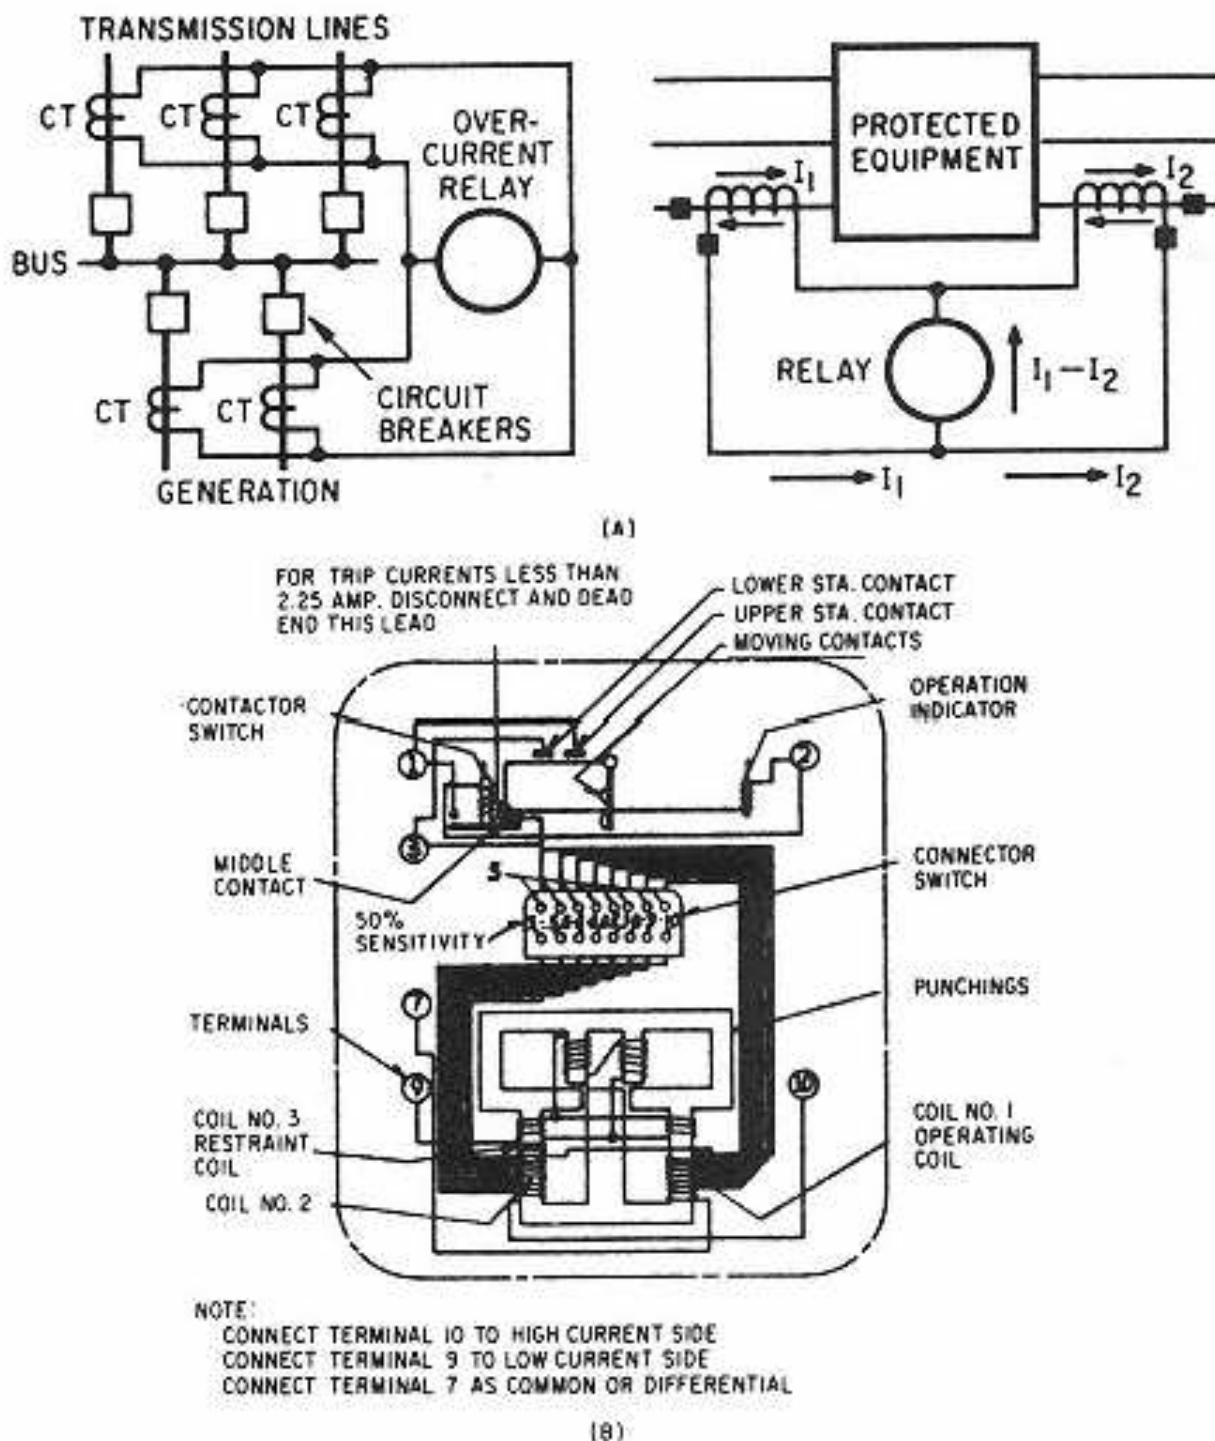 TRANSMISSION LINES
CT
CT
CT
OVER-
CURRENT
RELAY
BUS
CT
CT
CIRCUIT
BREAKERS
GENERATION
PROTECTED
EQUIPMENT
I₁
I₂
RELAY
I₁-I₂
I₁
I₂
(A)
FOR TRIP CURRENTS LESS THAN
2.25 AMP. DISCONNECT AND DEAD
END THIS LEAD
LOWER STA. CONTACT
UPPER STA. CONTACT
MOVING CONTACTS
CONTACTOR
SWITCH
OPERATION
INDICATOR
1
2
3
MIDDLE
CONTACT
S
CONNECTOR
SWITCH
50%
SENSITIVITY
7
PUNCHINGS
TERMINALS
9
10
COIL NO. 3
RESTRAINT
COIL
COIL NO. 1
OPERATING
COIL
COIL NO. 2
NOTE:
CONNECT TERMINAL 10 TO HIGH CURRENT SIDE
CONNECT TERMINAL 9 TO LOW CURRENT SIDE
CONNECT TERMINAL 7 AS COMMON OR DIFFERENTIAL
(B)